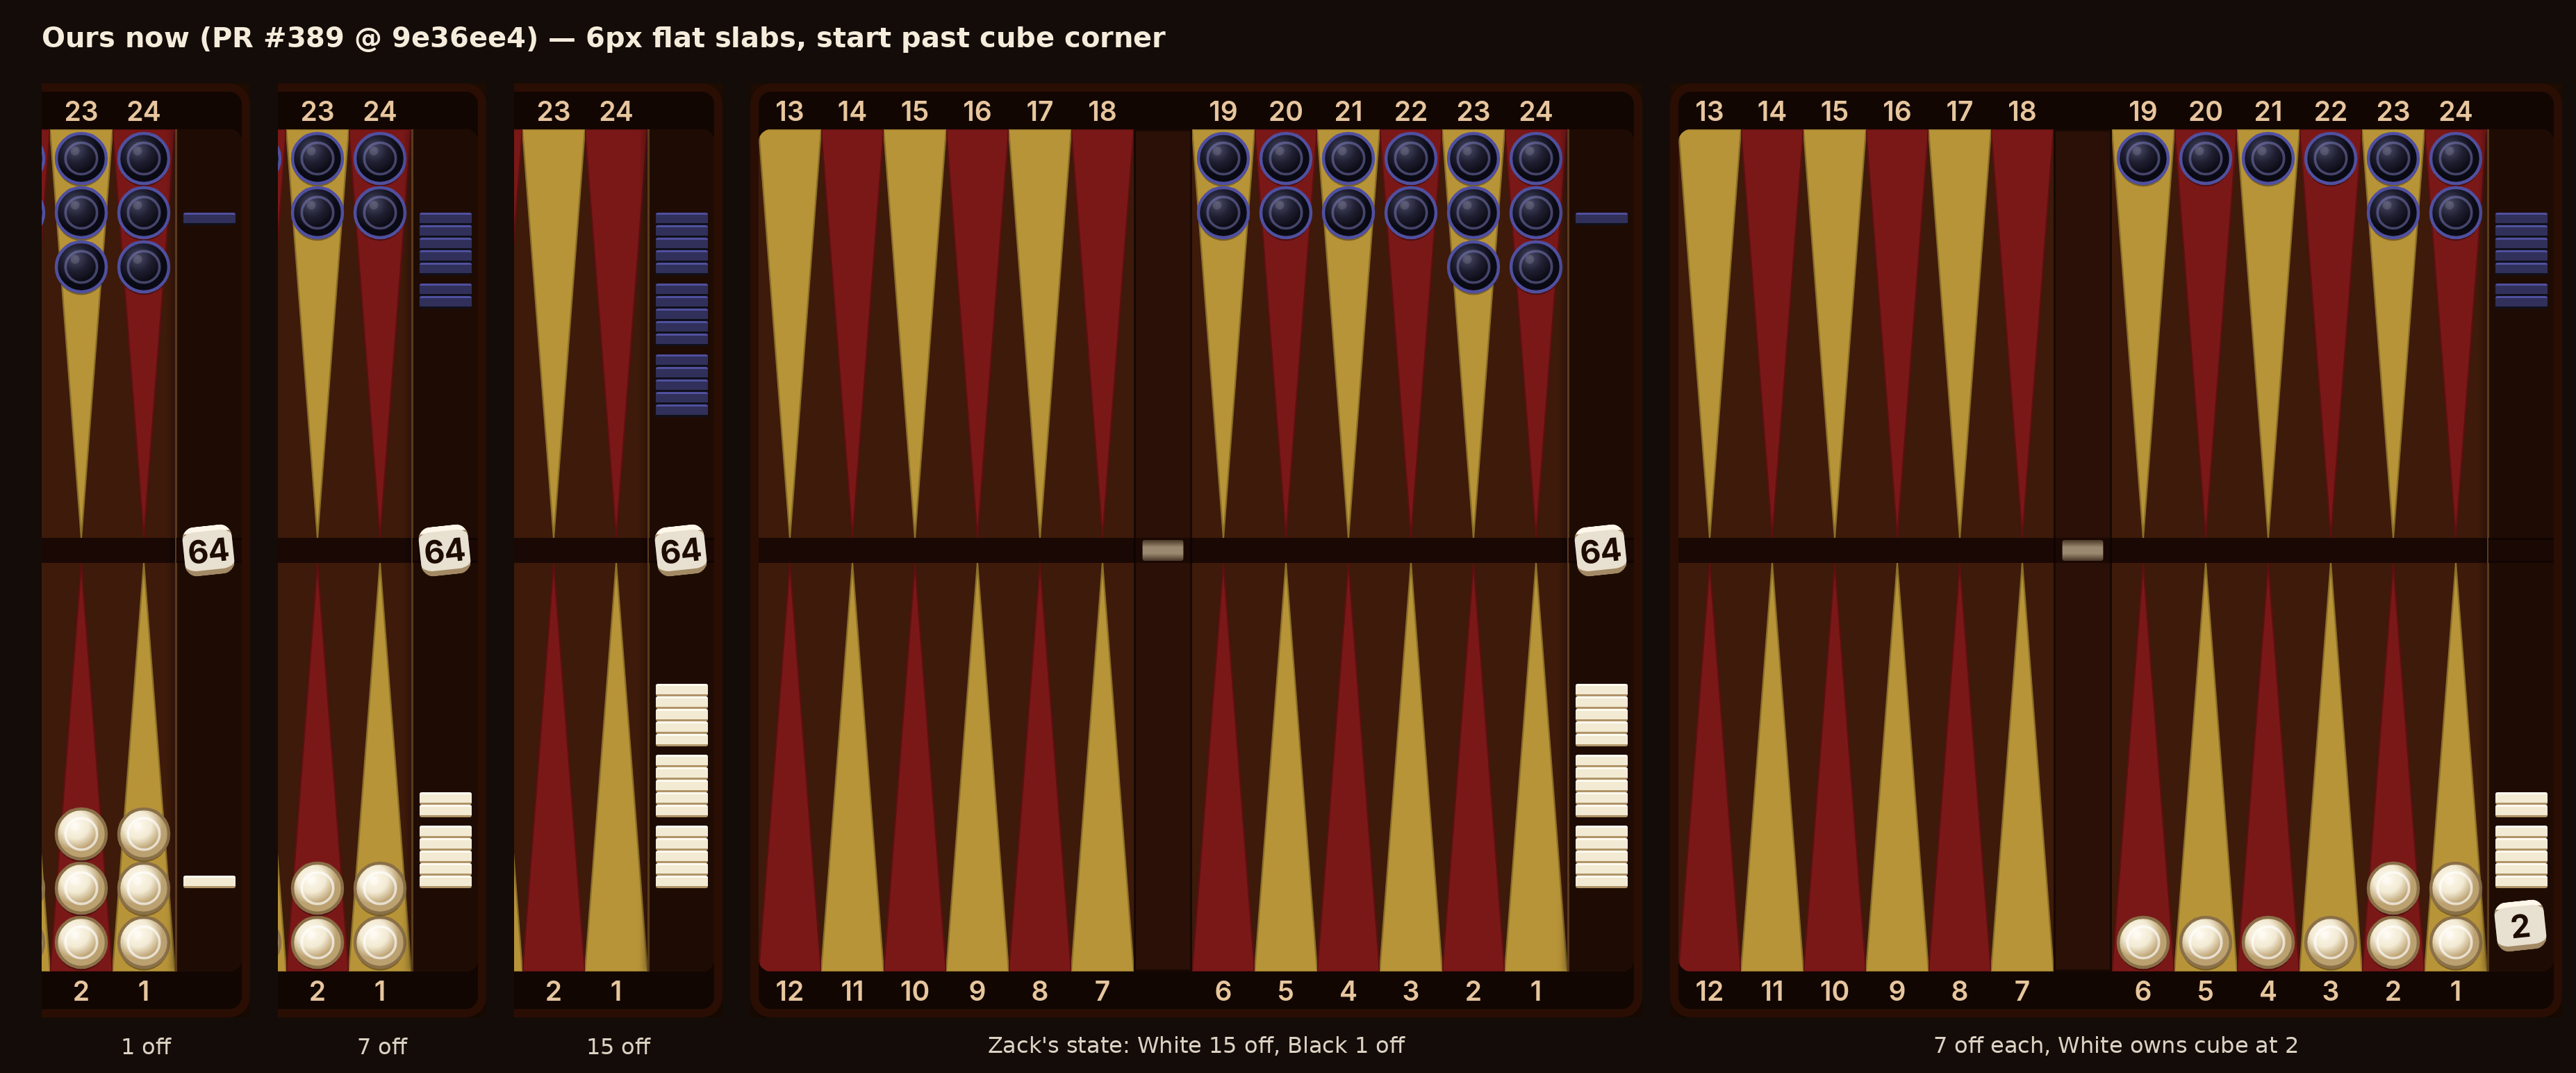 Ours now (PR #389 @ 9e36ee4) — 6px flat slabs, start past cube corner
23 24
64
2 1
1 off
23 24
64
2 1
7 off
23 24
64
2 1
15 off
13 14 15 16 17 18 19 20 21 22 23 24
64
12 11 10 9 8 7 6 5 4 3 2 1
Zack's state: White 15 off, Black 1 off
13 14 15 16 17 18 19 20 21 22 23 24
2
12 11 10 9 8 7 6 5 4 3 2 1
7 off each, White owns cube at 2